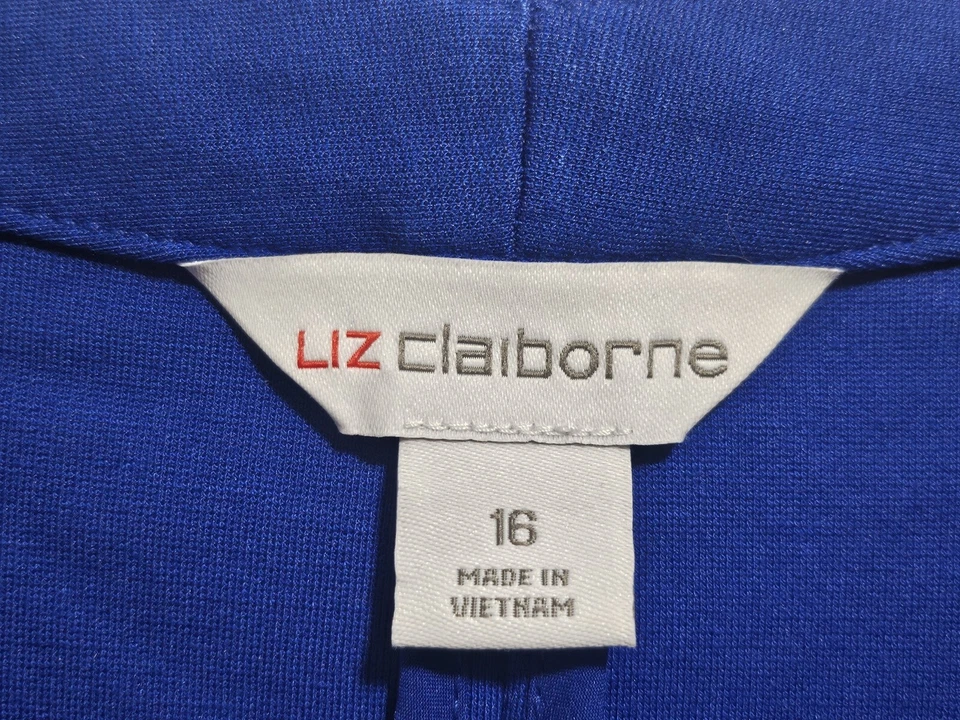 LIZ claiborne
16
MADE IN
VIETNAM